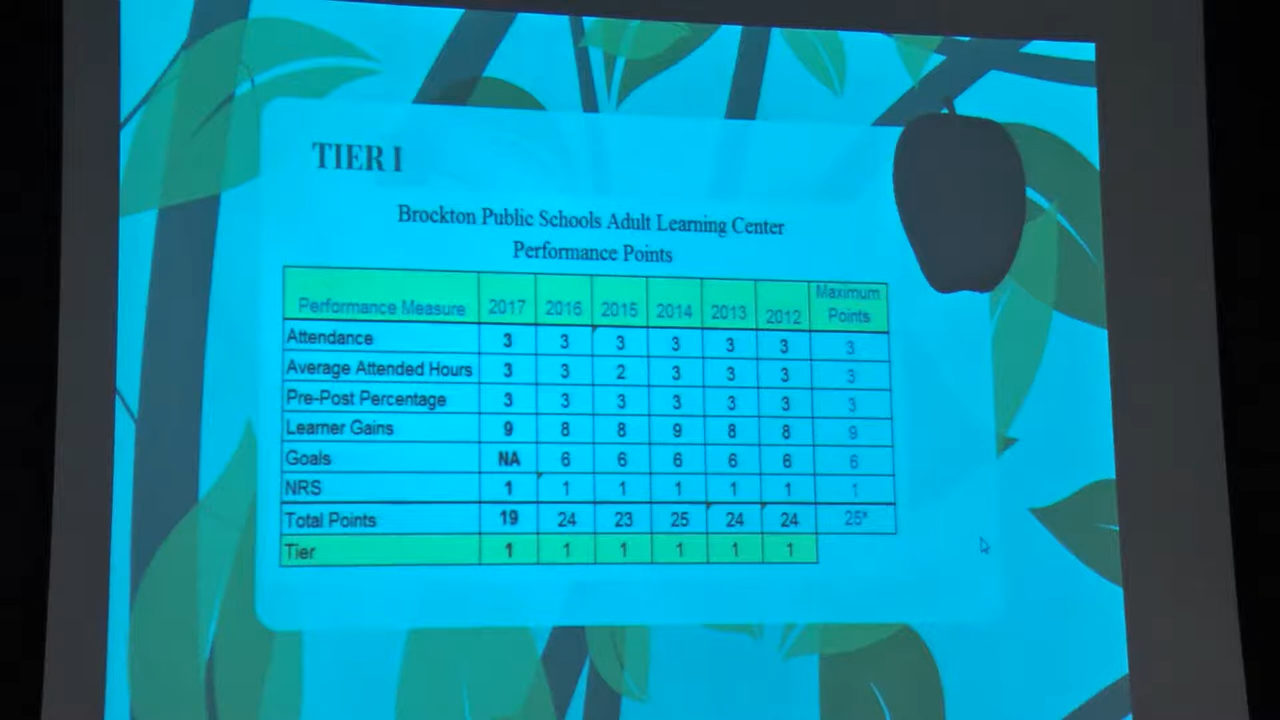 TIER I
Brockton Public Schools Adult Learning Center
Performance Points
Performance Measure 2017 2016 2015 2014 2013 2012 Maximum Points
Attendance 3 3 3 3 3 3 3
Average Attended Hours 3 3 2 3 3 3 3
Pre-Post Percentage 3 3 3 3 3 3 3
Learner Gains 9 8 8 9 8 8 9
Goals NA 6 6 6 6 6 6
NRS 1 1 1 1 1 1 1
Total Points 19 24 23 25 24 24 25*
Tier 1 1 1 1 1 1